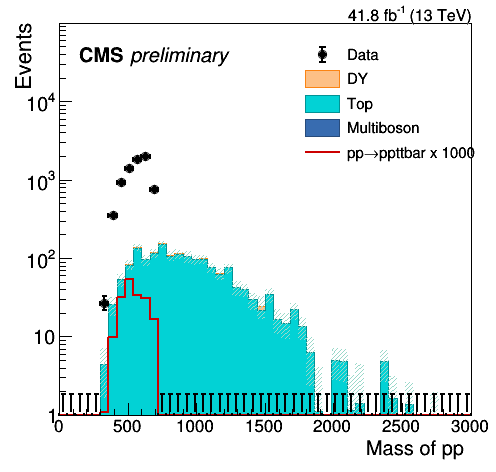 41.8 fb⁻¹ (13 TeV)
Events
CMS preliminary
Data
DY
Top
Multiboson
pp→ppttbar x 1000
10⁴
10³
10²
10
1
0 500 1000 1500 2000 2500 3000
Mass of pp